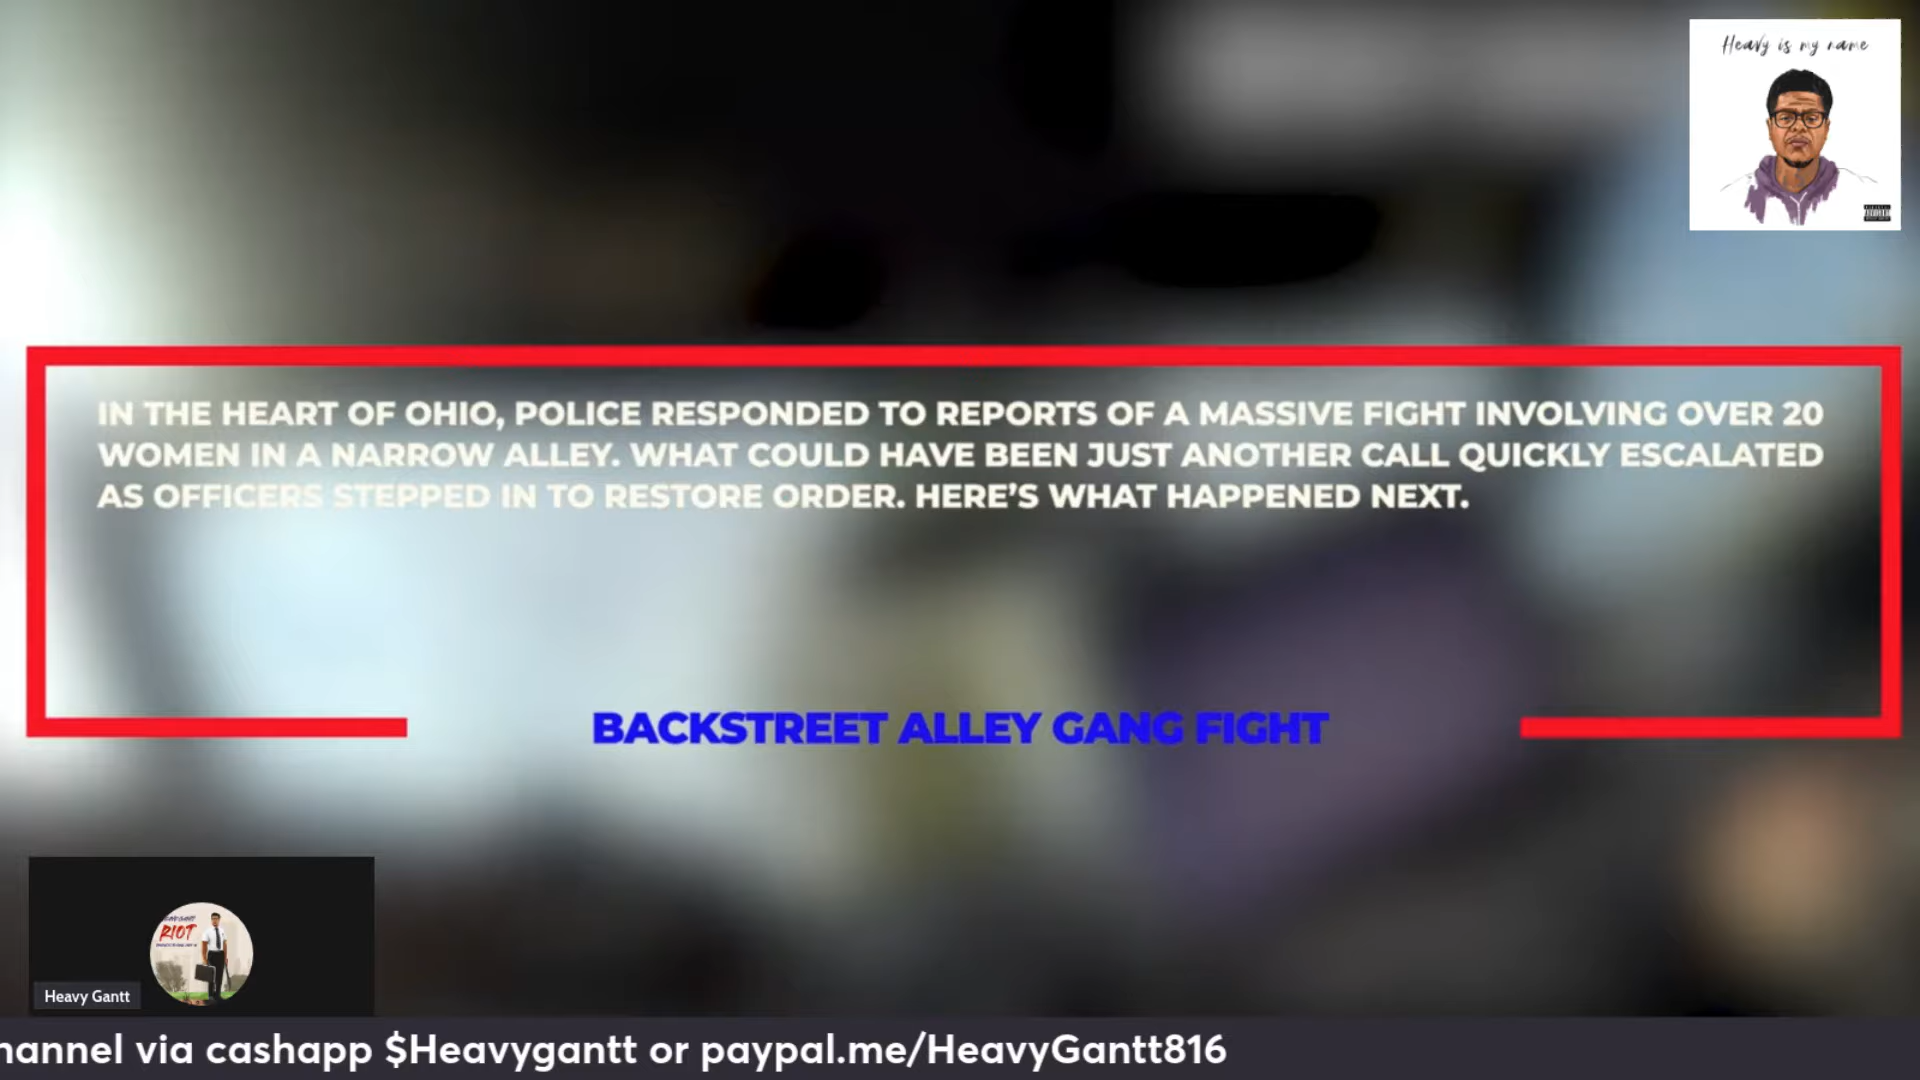 Heavy is my name
IN THE HEART OF OHIO, POLICE RESPONDED TO REPORTS OF A MASSIVE FIGHT INVOLVING OVER 20
WOMEN IN A NARROW ALLEY. WHAT COULD HAVE BEEN JUST ANOTHER CALL QUICKLY ESCALATED
AS OFFICERS STEPPED IN TO RESTORE ORDER. HERE’S WHAT HAPPENED NEXT.
BACKSTREET ALLEY GANG FIGHT
RIOT
Heavy Gantt
hannel via cashapp $Heavygantt or paypal.me/HeavyGantt816